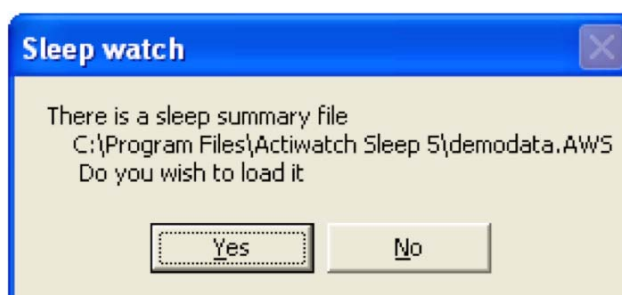 Sleep watch
There is a sleep summary file
C:\Program Files\Actiwatch Sleep 5\demodata.AWS
Do you wish to load it
Yes No